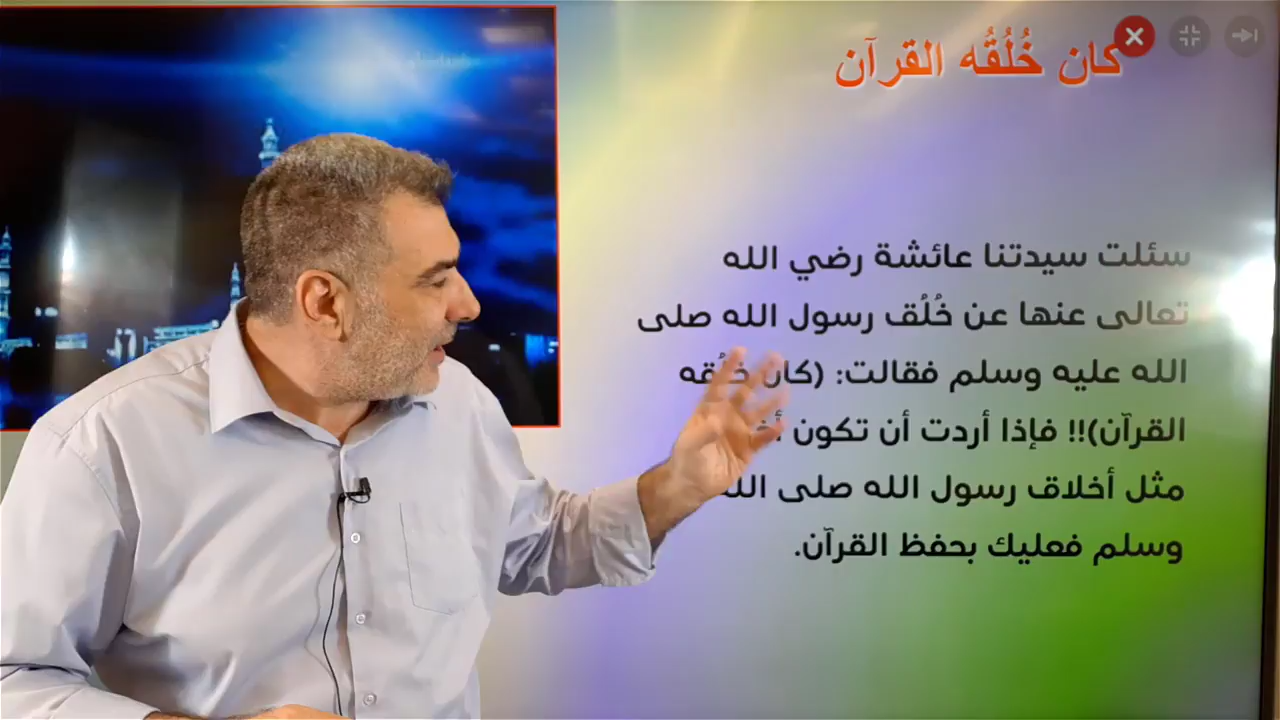 كان خُلُقُه القرآن
سئلت سيدتنا عائشة رضي الله
تعالى عنها عن خُلُق رسول الله صلى
الله عليه وسلم فقالت: (كان خُلُقه
القرآن)!! فإذا أردت أن تكون
مثل أخلاق رسول الله صلى الله
وسلم فعليك بحفظ القرآن.